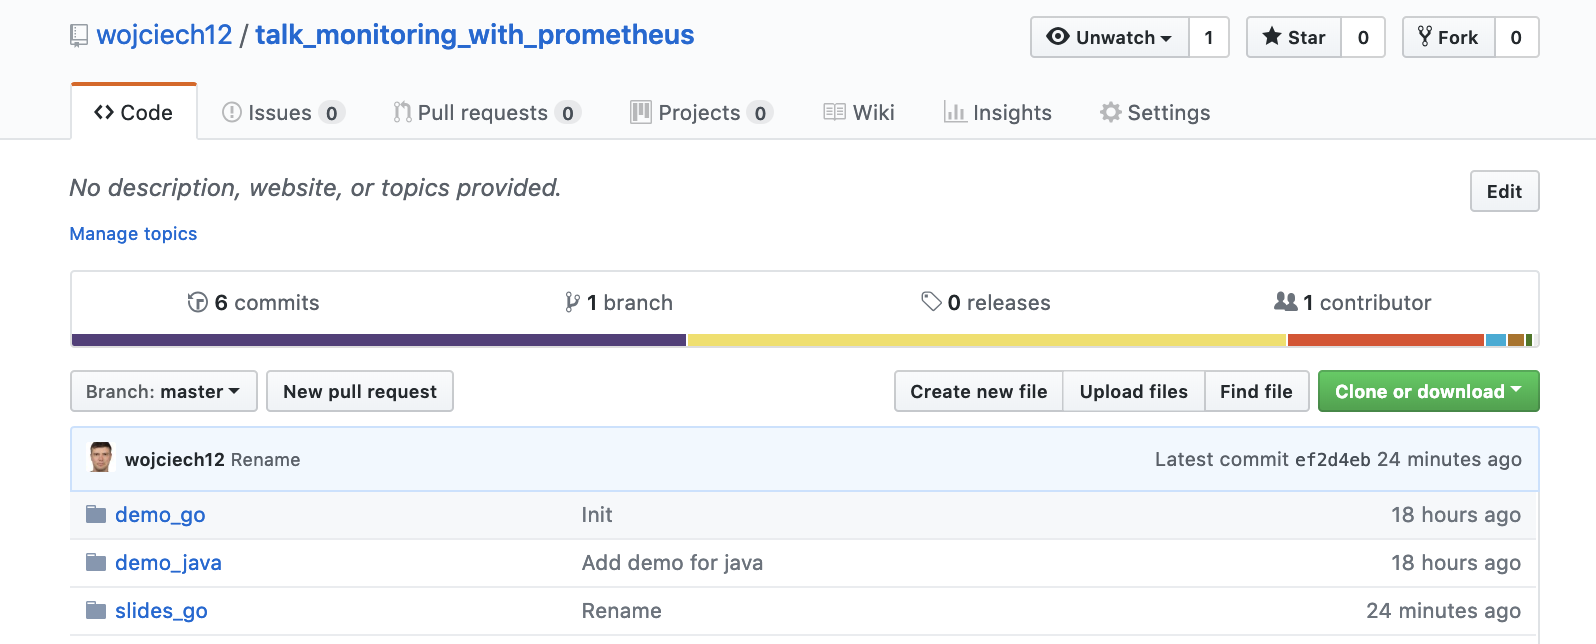 wojciech12 / talk_monitoring_with_prometheus
Unwatch 1 Star 0 Fork 0
Code Issues 0 Pull requests 0 Projects 0 Wiki Insights Settings
No description, website, or topics provided.
Edit
Manage topics
6 commits 1 branch 0 releases 1 contributor
Branch: master New pull request Create new file Upload files Find file Clone or download
wojciech12 Rename Latest commit ef2d4eb 24 minutes ago
demo_go Init 18 hours ago
demo_java Add demo for java 18 hours ago
slides_go Rename 24 minutes ago